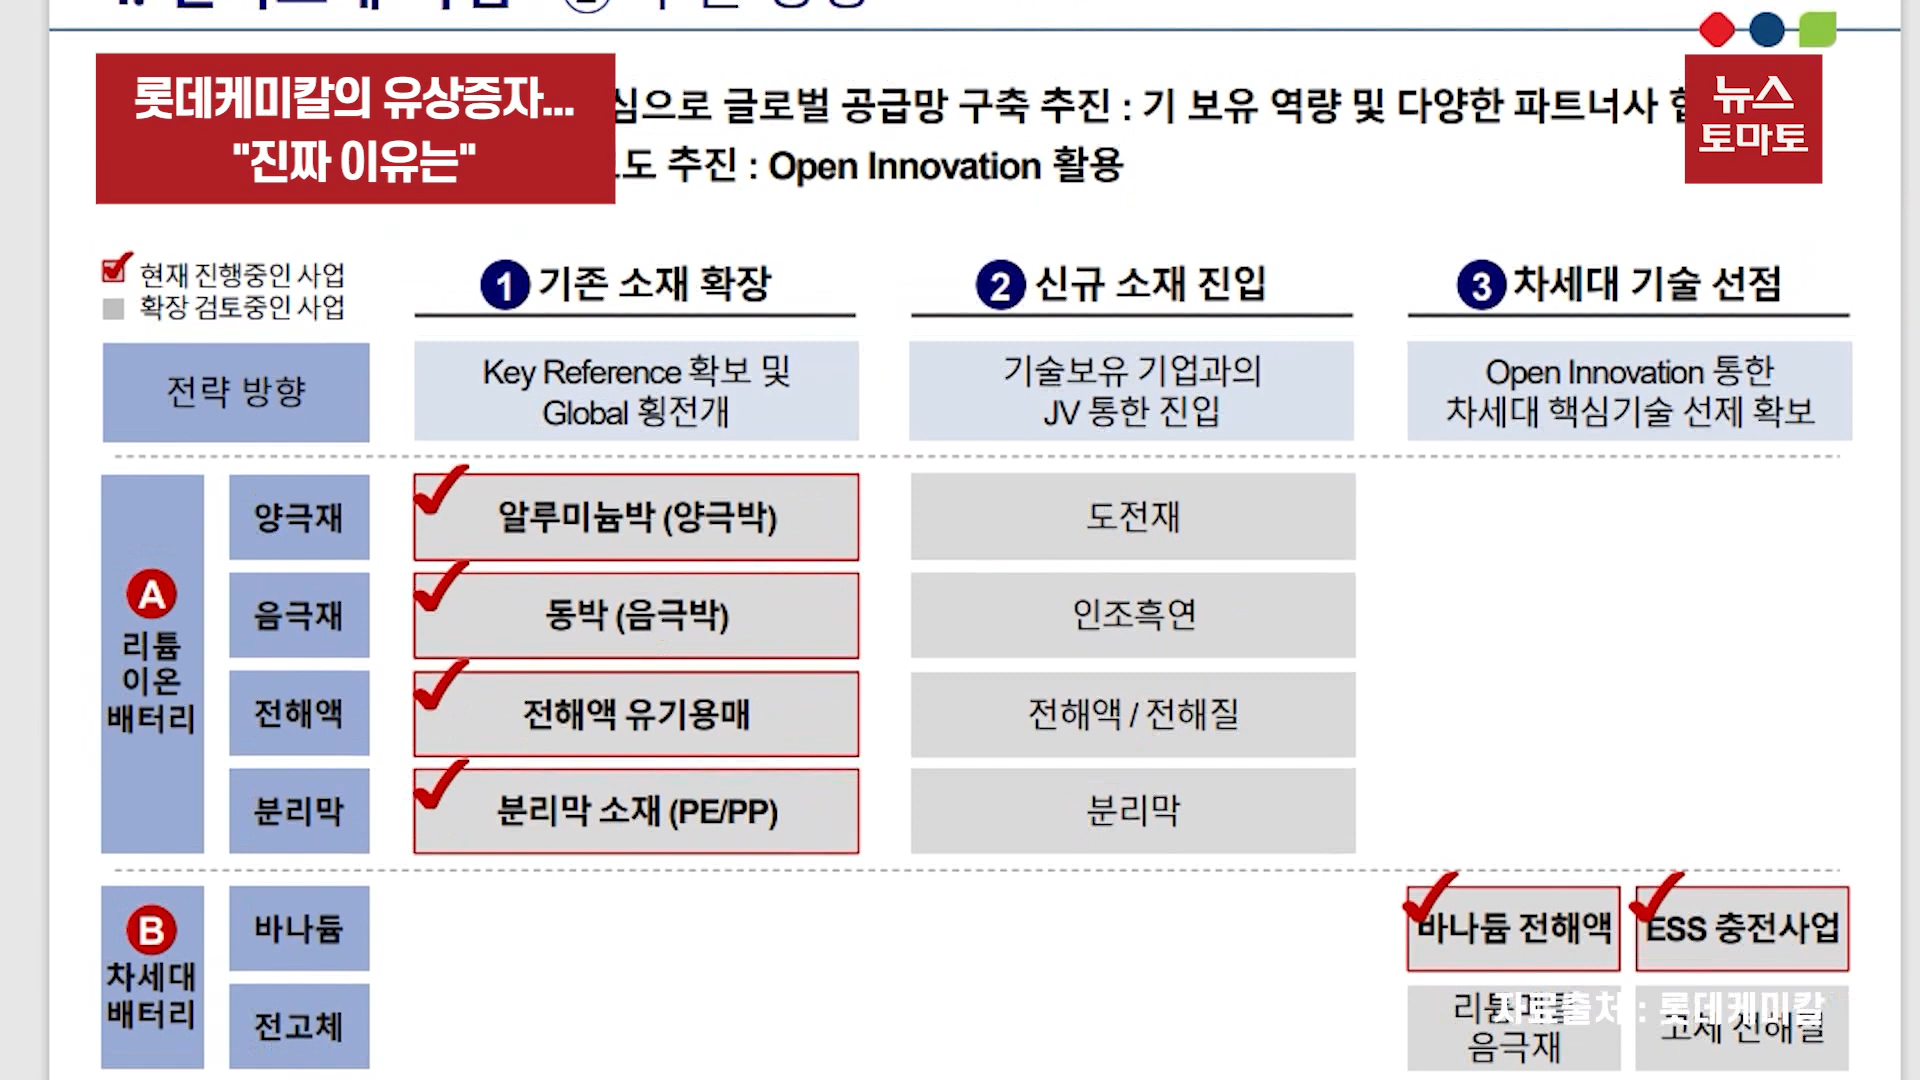 롯데케미칼의 유상증자...
"진짜 이유는"
뉴스
토마토
심으로 글로벌 공급망 구축 추진 : 기 보유 역량 및 다양한 파트너사
도 추진 : Open Innovation 활용
현재 진행중인 사업
확장 검토중인 사업
1 기존 소재 확장
2 신규 소재 진입
3 차세대 기술 선점
전략 방향
Key Reference 확보 및
Global 횡전개
기술보유 기업과의
JV 통한 진입
Open Innovation 통한
차세대 핵심기술 선제 확보
A
리튬
이온
배터리
양극재
알루미늄박 (양극박)
도전재
음극재
동박 (음극박)
인조흑연
전해액
전해액 유기용매
전해액 / 전해질
분리막
분리막 소재 (PE/PP)
분리막
B
차세대
배터리
바나듐
바나듐 전해액
ESS 충전사업
전고체
음극재
고체 전해질
자료출처 : 롯데케미칼